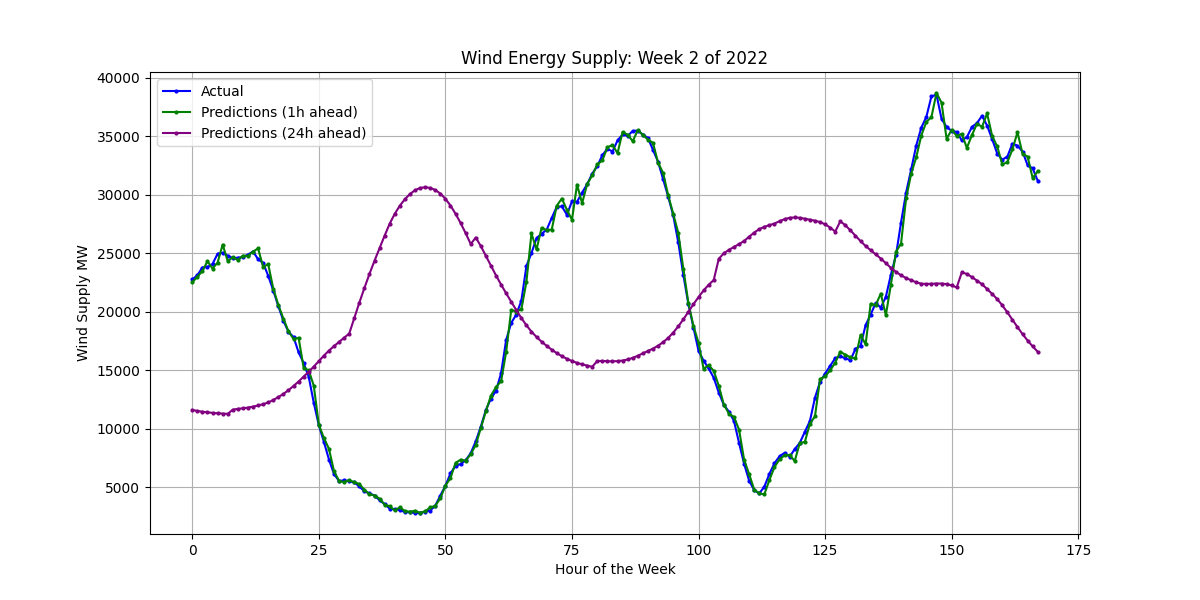 Wind Energy Supply: Week 2 of 2022
Actual
Predictions (1h ahead)
Predictions (24h ahead)
Wind Supply MW
40000
35000
30000
25000
20000
15000
10000
5000
0 25 50 75 100 125 150 175
Hour of the Week